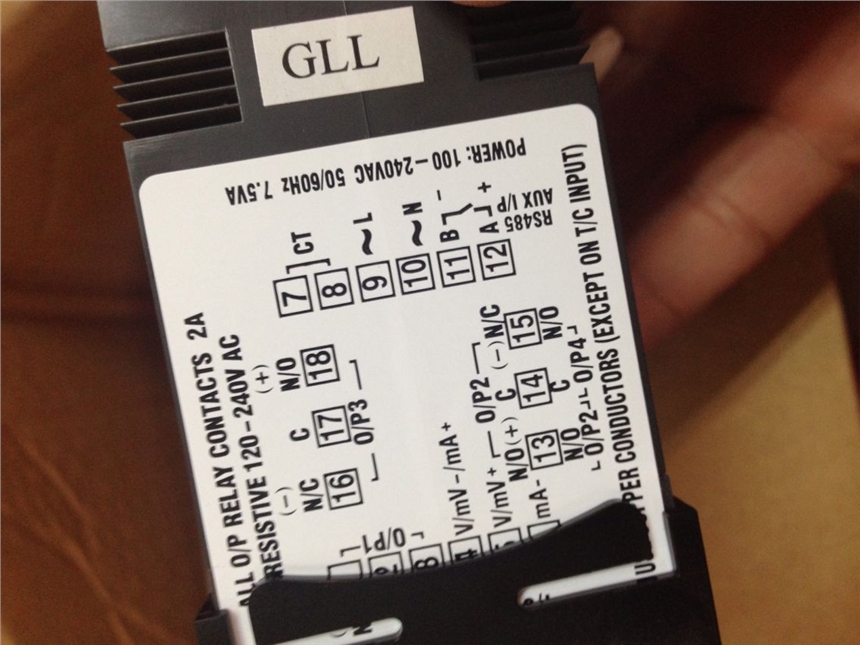 GLL
POWER: 100-240VAC 50/60Hz 7.5VA
CT
~L
~N
B -
A +
RS485
AUX I/P
7
8
9
10
11
12
ALL O/P RELAY CONTACTS 2A
RESISTIVE 120-240V AC
(-) (+)
N/C C N/O
16 17 18
O/P3
O/P1
V/mV- /mA+
V/mV+
mA-
O/P2
N/O(+) C (-)N/C
13 14 15
N/O C N/O
O/P2 O/P4
CONDUCTORS (EXCEPT ON T/C INPUT)